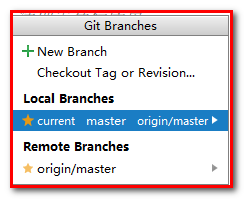 Git Branches
New Branch
Checkout Tag or Revision...
Local Branches
current master origin/master
Remote Branches
origin/master